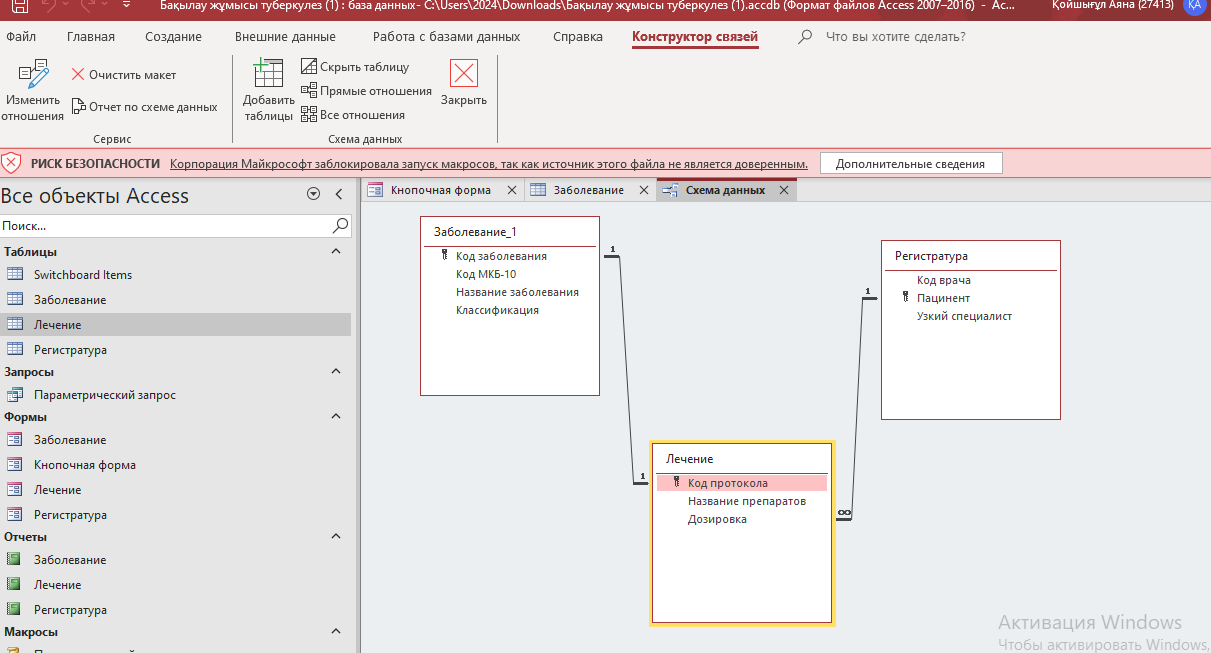 Бақылау жұмысы туберкулез (1) : база данных- C:\Users\2024\Downloads\Бақылау жұмысы туберкулез (1).accdb (Формат файлов Access 2007–2016) - Ac...
Қойшығұл Аяна (27413)
ҚА
Файл Главная Создание Внешние данные Работа с базами данных Справка Конструктор связей Что вы хотите сделать?
Изменить отношения
Очистить макет
Отчет по схеме данных
Сервис
Добавить таблицы
Скрыть таблицу
Прямые отношения
Все отношения
Закрыть
Схема данных
РИСК БЕЗОПАСНОСТИ Корпорация Майкрософт заблокировала запуск макросов, так как источник этого файла не является доверенным. Дополнительные сведения
Все объекты Access
Поиск...
Таблицы
Switchboard Items
Заболевание
Лечение
Регистратура
Запросы
Параметрический запрос
Формы
Заболевание
Кнопочная форма
Лечение
Регистратура
Отчеты
Заболевание
Лечение
Регистратура
Макросы
Кнопочная форма Заболевание Схема данных
Заболевание_1
Код заболевания
Код МКБ-10
Название заболевания
Классификация
1
1
Лечение
Код протокола
Название препаратов
Дозировка
∞
1
Регистратура
Код врача
Пацинент
Узкий специалист
Активация Windows
Чтобы активировать Windows,